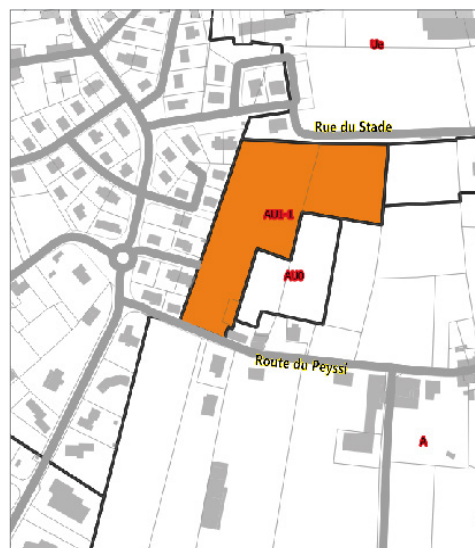 Ue
Rue du Stade
AU1-1
AU0
Route du Peyssi
A